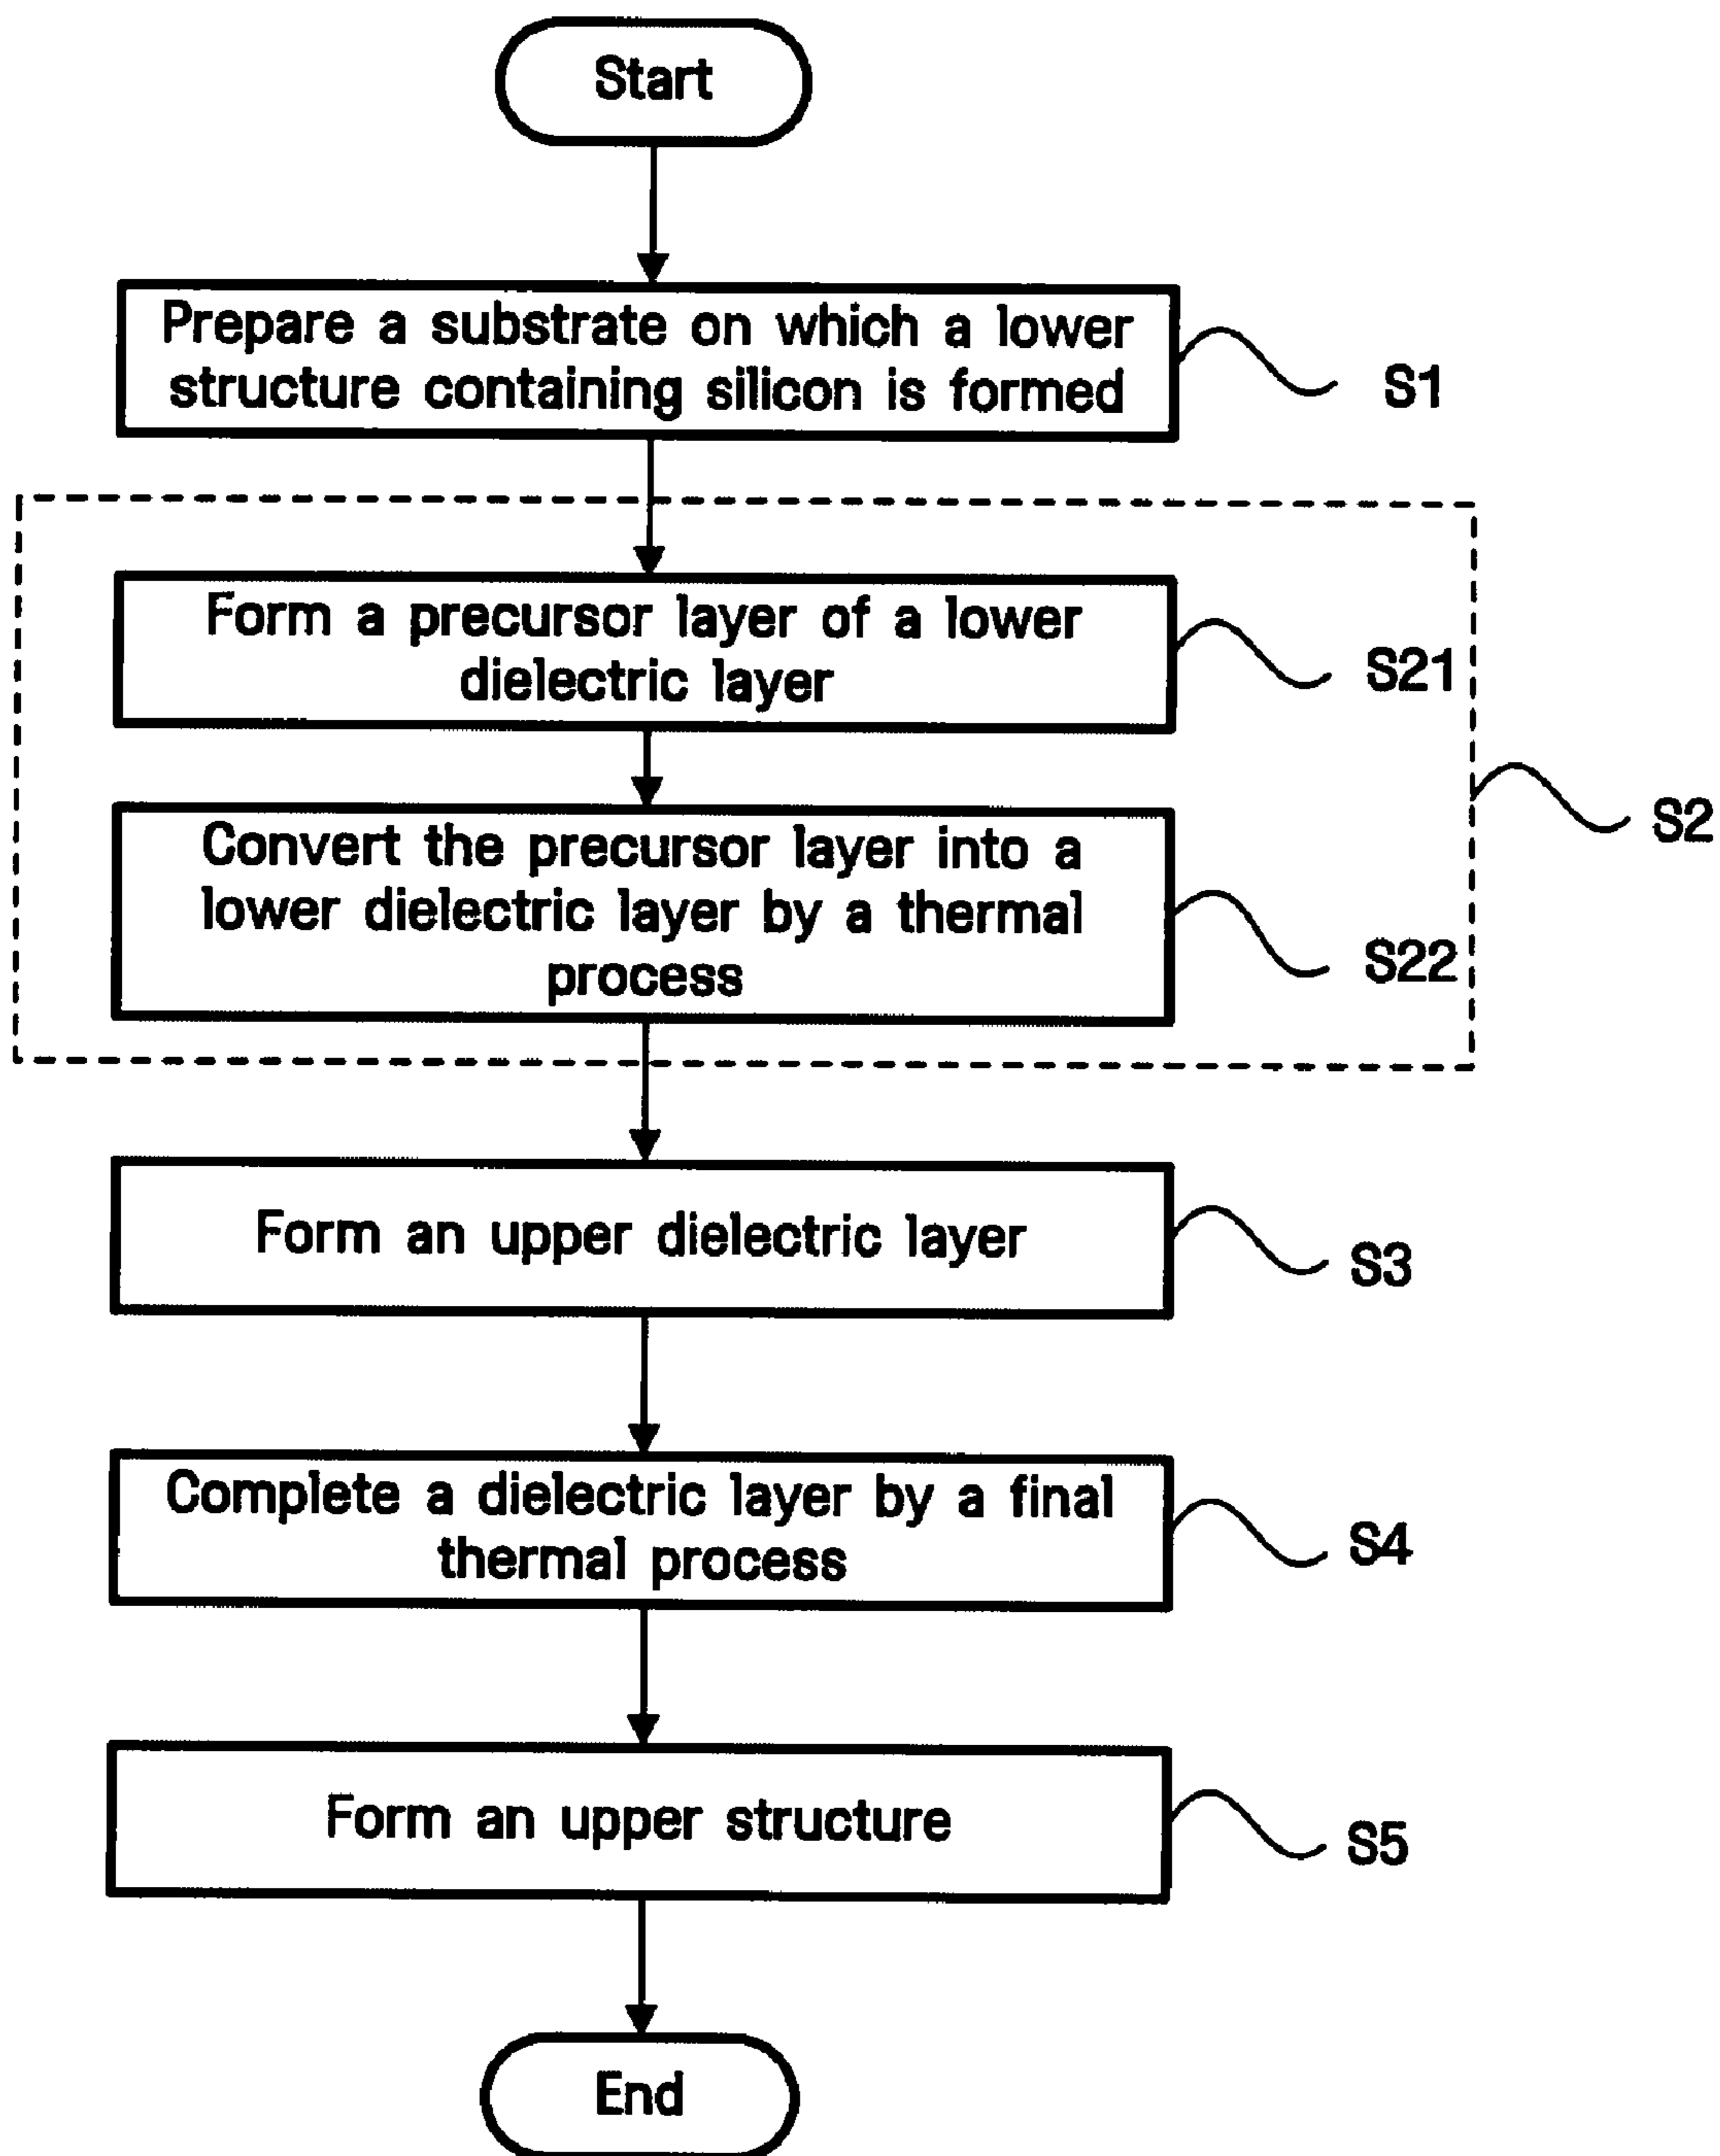 Start
Prepare a substrate on which a lower
structure containing silicon is formed
S1
Form a precursor layer of a lower
dielectric layer
S21
Convert the precursor layer into a
lower dielectric layer by a thermal
process
S22
S2
Form an upper dielectric layer
S3
Complete a dielectric layer by a final
thermal process
S4
Form an upper structure
S5
End